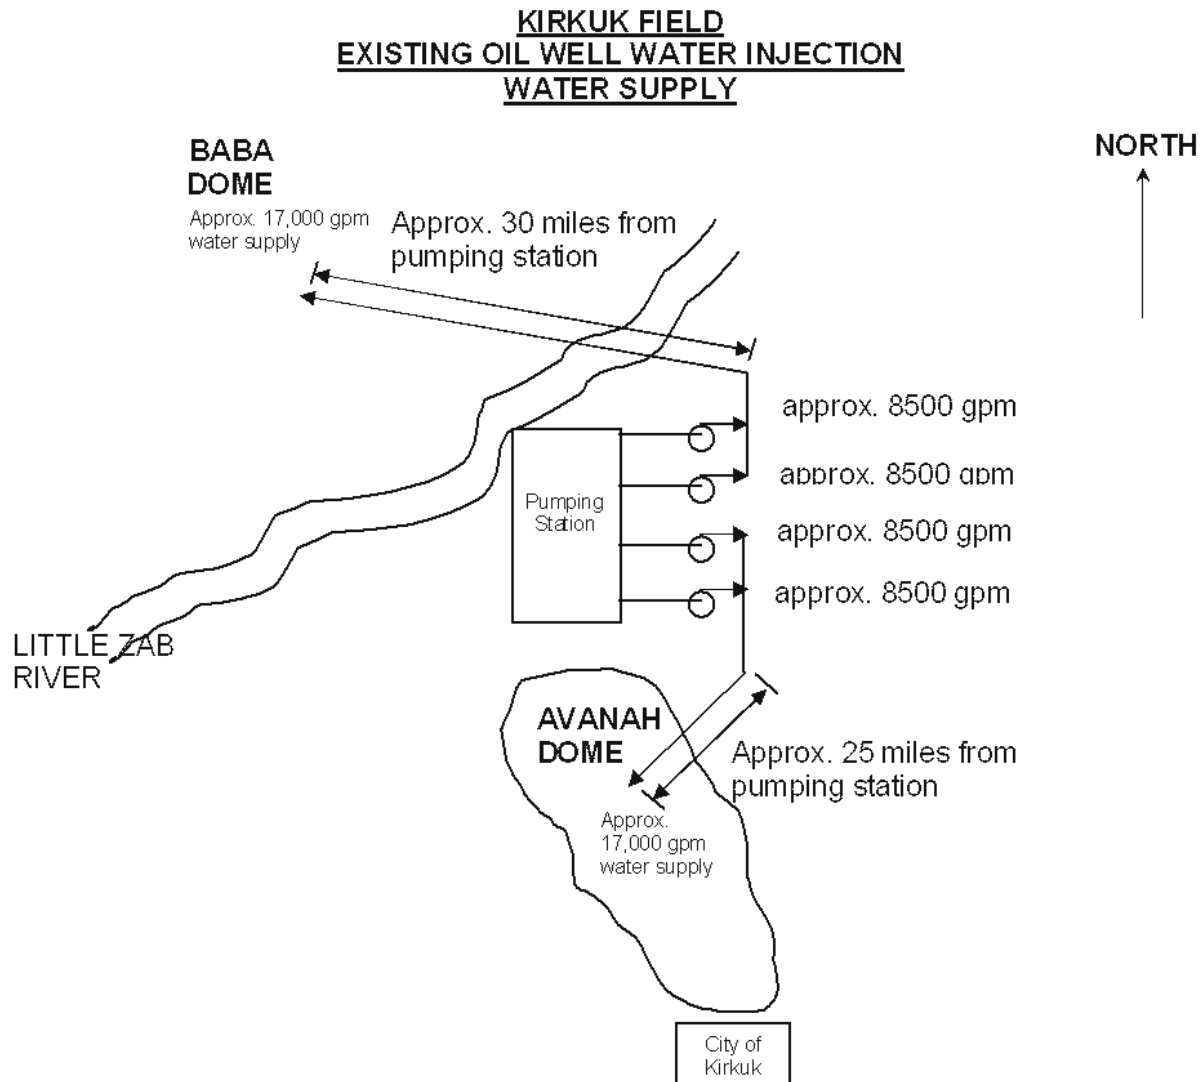 KIRKUK FIELD
EXISTING OIL WELL WATER INJECTION
WATER SUPPLY
BABA
DOME
Approx. 17,000 gpm
water supply
Approx. 30 miles from
pumping station
NORTH
approx. 8500 gpm
approx. 8500 gpm
approx. 8500 gpm
approx. 8500 gpm
Pumping
Station
LITTLE ZAB
RIVER
AVANAH
DOME
Approx. 25 miles from
pumping station
Approx.
17,000 gpm
water supply
City of
Kirkuk